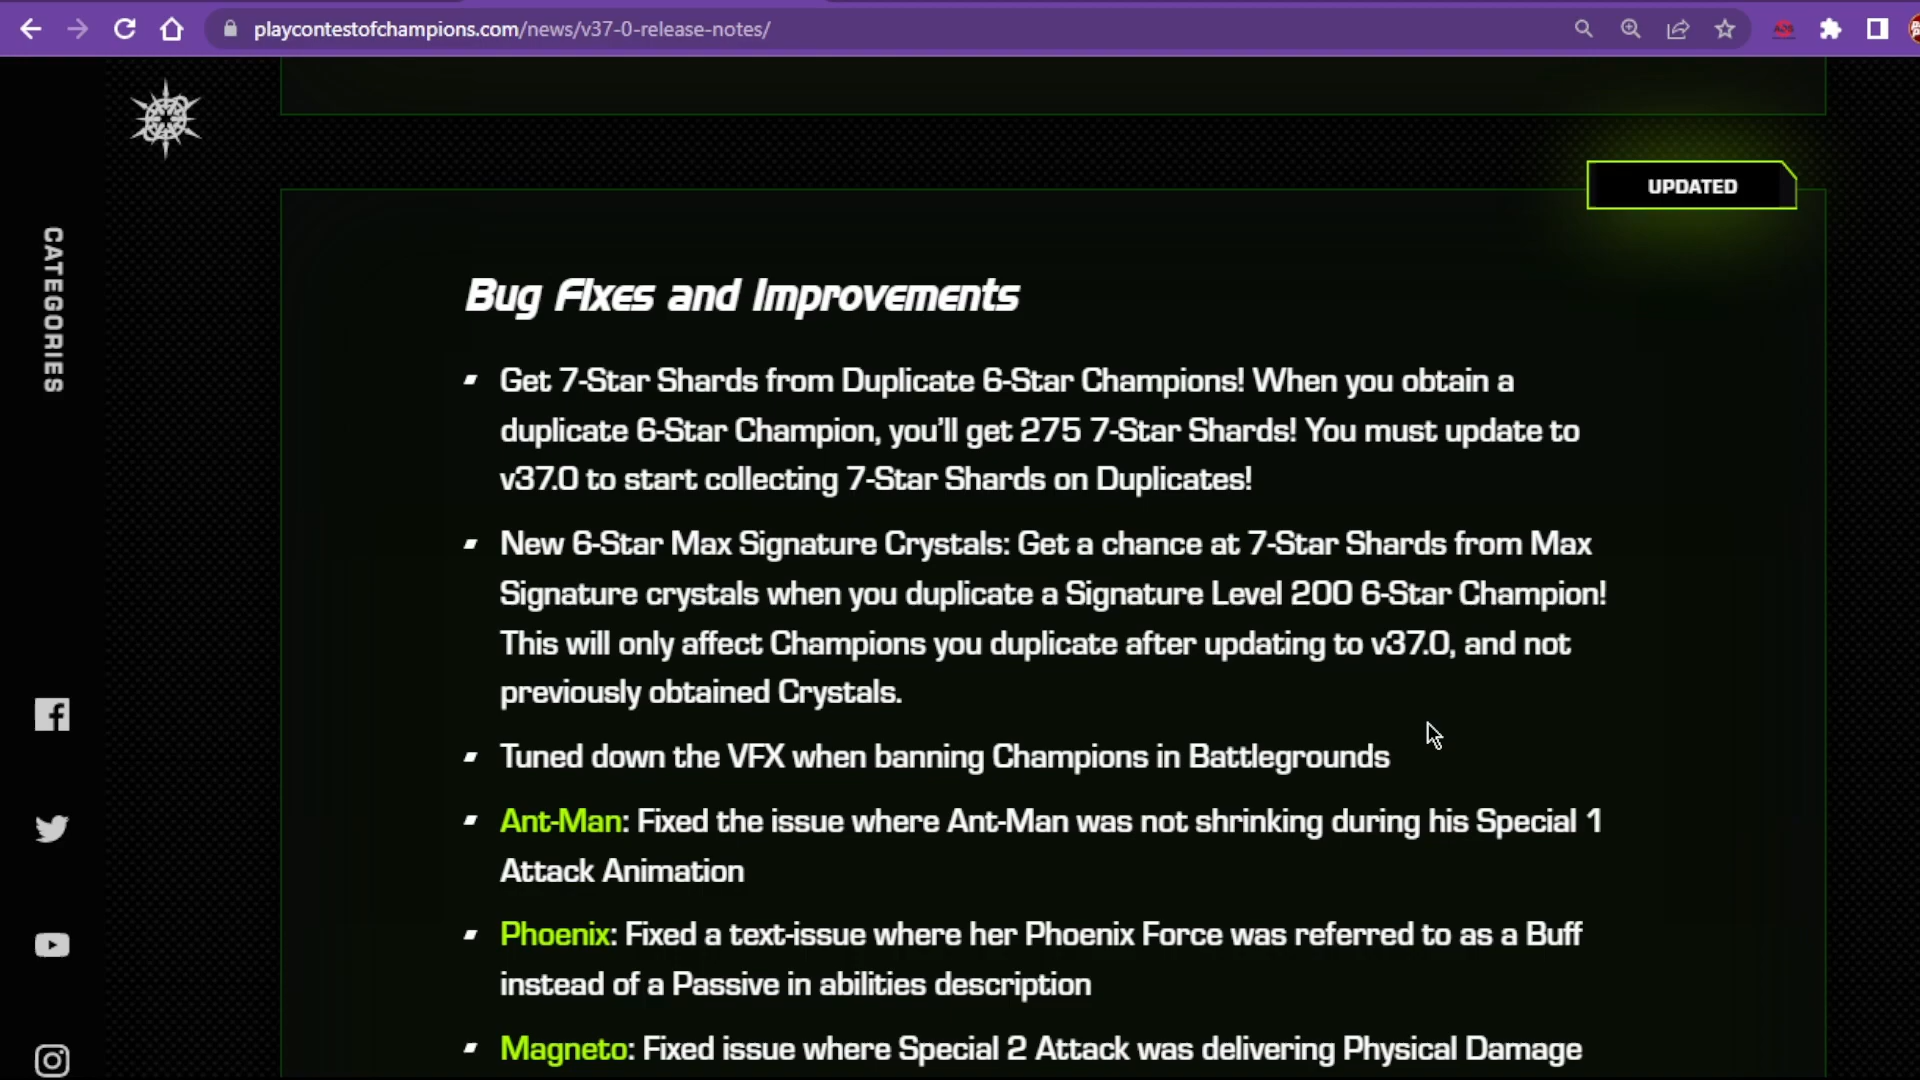 playcontestofchampions.com/news/v37-0-release-notes/
UPDATED
CATEGORIES
Bug Fixes and Improvements
Get 7-Star Shards from Duplicate 6-Star Champions! When you obtain a
duplicate 6-Star Champion, you'll get 275 7-Star Shards! You must update to
v37.0 to start collecting 7-Star Shards on Duplicates!
New 6-Star Max Signature Crystals: Get a chance at 7-Star Shards from Max
Signature crystals when you duplicate a Signature Level 200 6-Star Champion!
This will only affect Champions you duplicate after updating to v37.0, and not
previously obtained Crystals.
Tuned down the VFX when banning Champions in Battlegrounds
Ant-Man: Fixed the issue where Ant-Man was not shrinking during his Special 1
Attack Animation
Phoenix: Fixed a text-issue where her Phoenix Force was referred to as a Buff
instead of a Passive in abilities description
Magneto: Fixed issue where Special 2 Attack was delivering Physical Damage